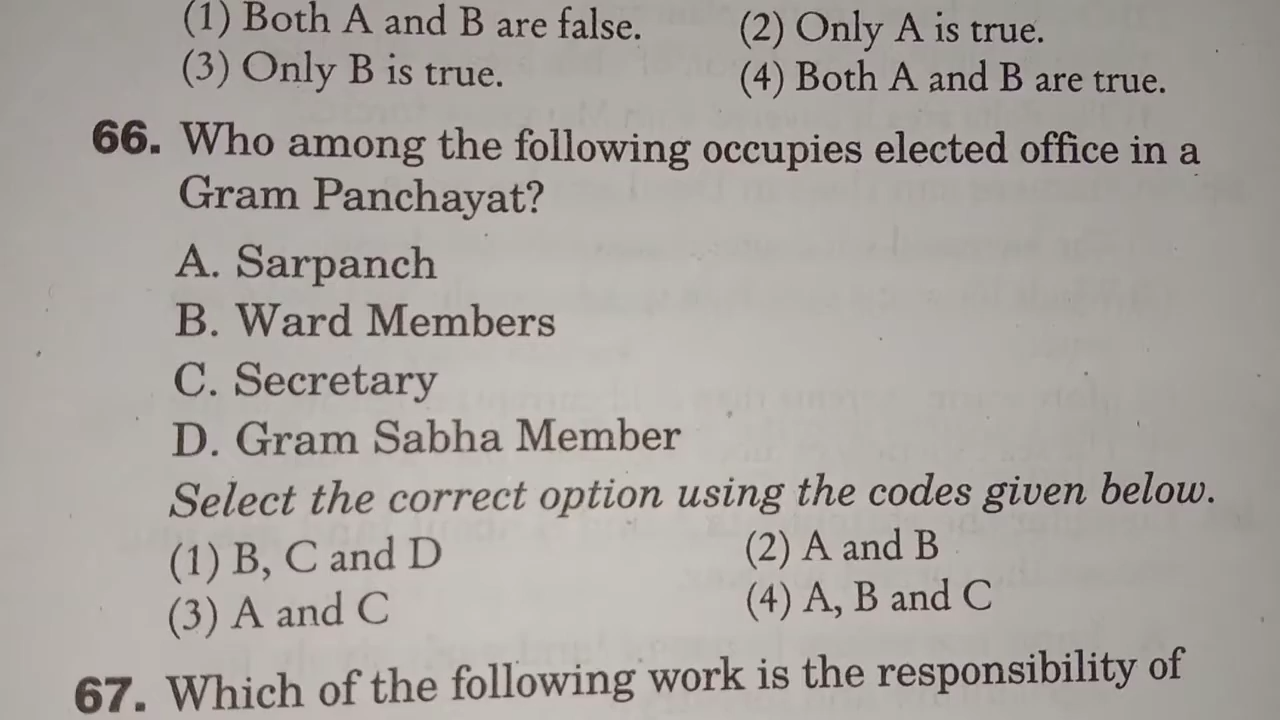 (1) Both A and B are false. (2) Only A is true.
(3) Only B is true. (4) Both A and B are true.
66. Who among the following occupies elected office in a
Gram Panchayat?
A. Sarpanch
B. Ward Members
C. Secretary
D. Gram Sabha Member
Select the correct option using the codes given below.
(1) B, C and D (2) A and B
(3) A and C (4) A, B and C
67. Which of the following work is the responsibility of